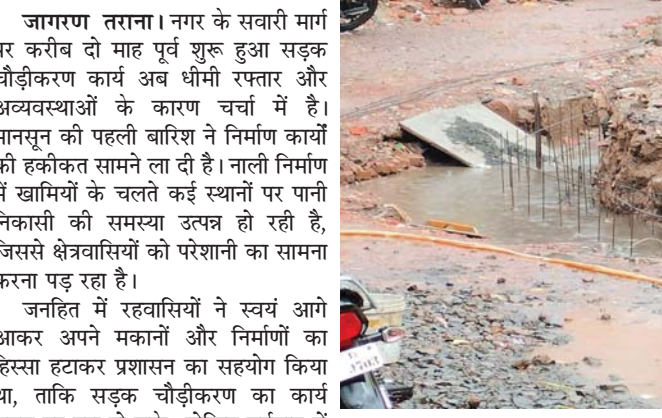 जागरण तराना। नगर के सवारी मार्ग
पर करीब दो माह पूर्व शुरू हुआ सड़क
चौड़ीकरण कार्य अब धीमी रफ्तार और
अव्यवस्थाओं के कारण चर्चा में है।
मानसून की पहली बारिश ने निर्माण कार्यों
की हकीकत सामने ला दी है। नाली निर्माण
में खामियों के चलते कई स्थानों पर पानी
निकासी की समस्या उत्पन्न हो रही है,
जिससे क्षेत्रवासियों को परेशानी का सामना
करना पड़ रहा है।
जनहित में रहवासियों ने स्वयं आगे
आकर अपने मकानों और निर्माणों का
हिस्सा हटाकर प्रशासन का सहयोग किया
था, ताकि सड़क चौड़ीकरण का कार्य